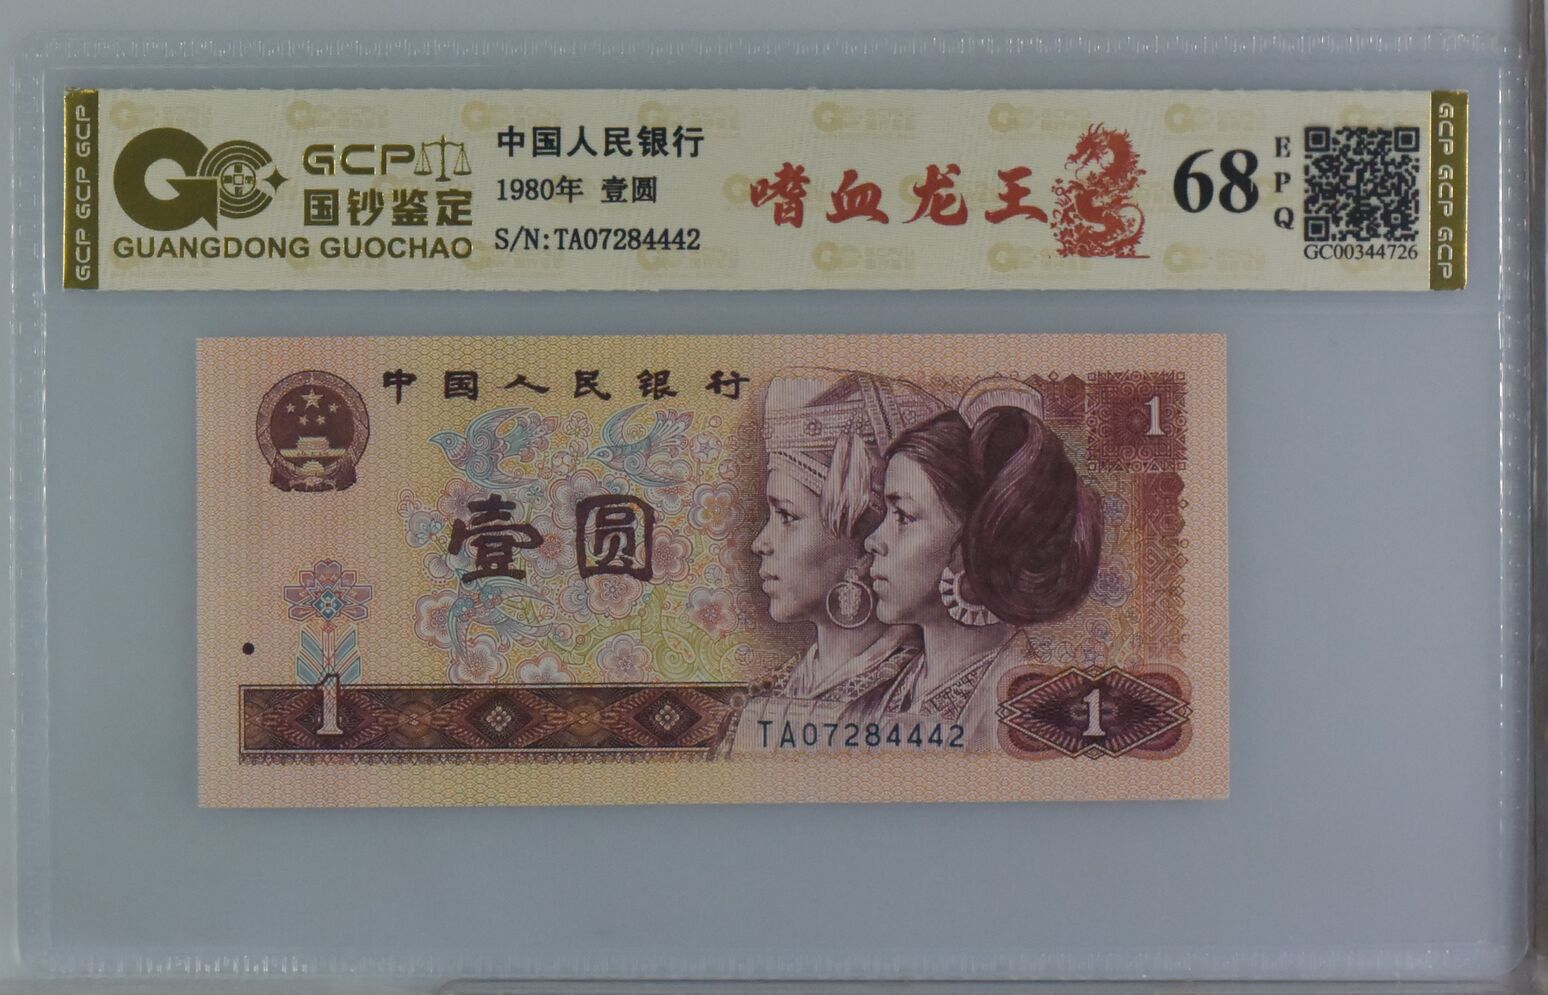 GCP GCP GCP
GCP
国钞鉴定
GUANGDONG GUOCHAO
中国人民银行
1980年 壹圆
S/N:TA07284442
嗜血龙王
68
EPQ
GC00344726
GCP GCP GCP
中国人民银行
1
壹圆
1
TA07284442
1